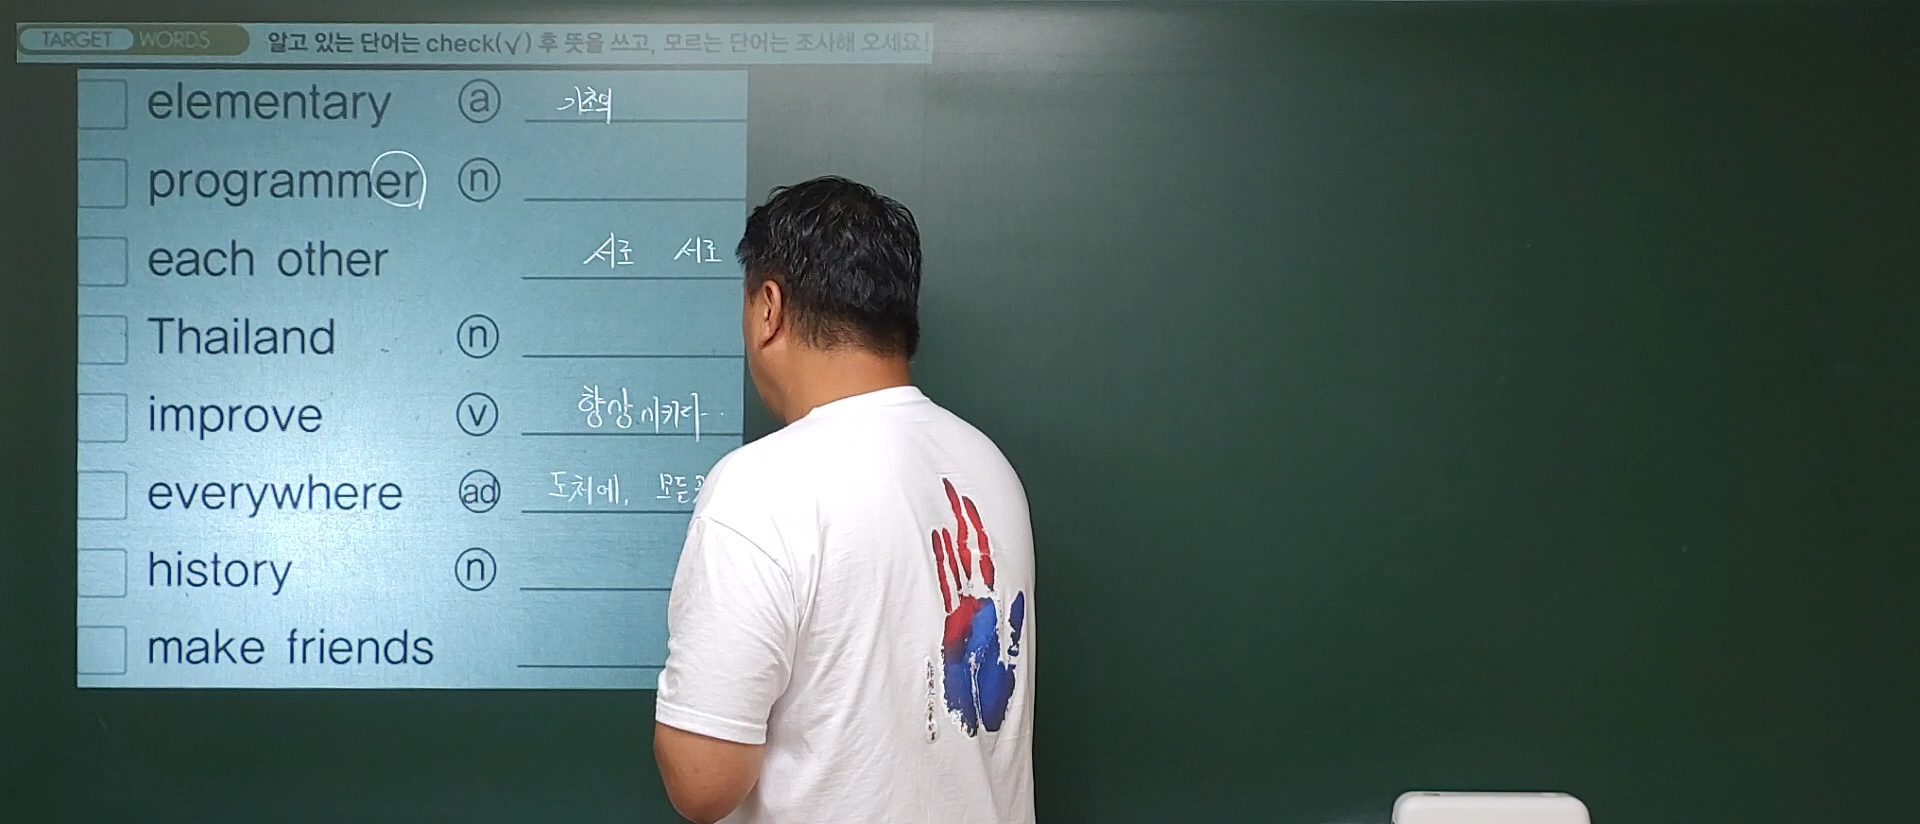 TARGET WORDS 알고 있는 단어는 check(√) 후 뜻을 쓰고, 모르는 단어는 조사해 오세요!
elementary ⓐ 기초의
programmer ⓝ
each other 서로 서로
Thailand ⓝ
improve ⓥ 향상시키다.
everywhere ad 도처에, 모든
history ⓝ
make friends